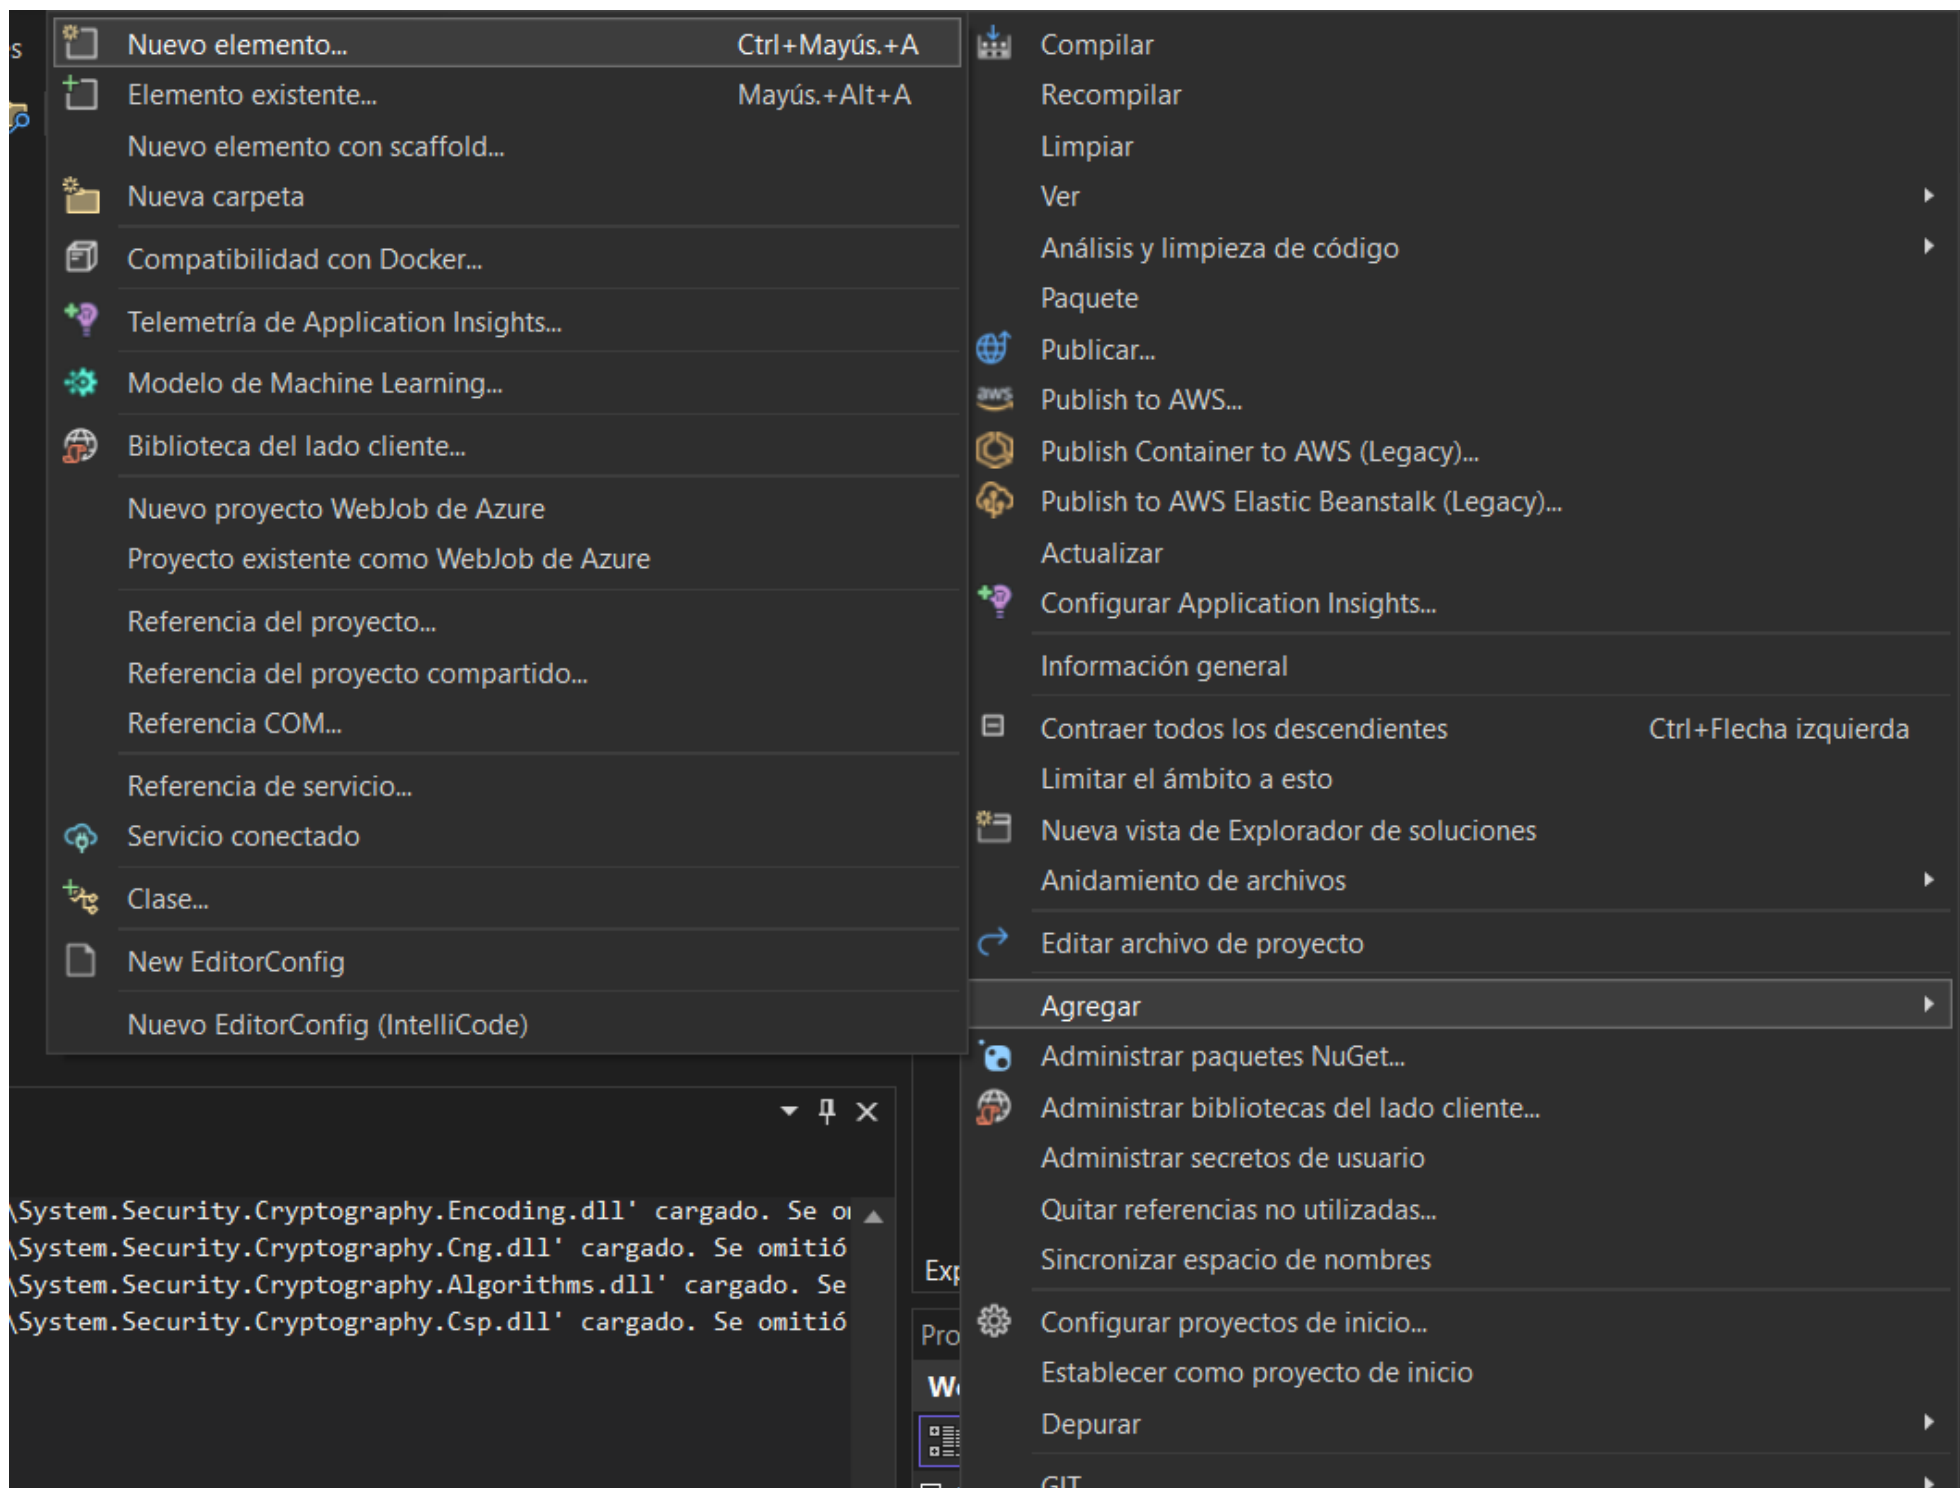 s
Nuevo elemento... Ctrl+Mayús.+A
Elemento existente... Mayús.+Alt+A
Nuevo elemento con scaffold...
Nueva carpeta
Compatibilidad con Docker...
Telemetría de Application Insights...
Modelo de Machine Learning...
Biblioteca del lado cliente...
Nuevo proyecto WebJob de Azure
Proyecto existente como WebJob de Azure
Referencia del proyecto...
Referencia del proyecto compartido...
Referencia COM...
Referencia de servicio...
Servicio conectado
Clase...
New EditorConfig
Nuevo EditorConfig (IntelliCode)
Compilar
Recompilar
Limpiar
Ver
Análisis y limpieza de código
Paquete
Publicar...
aws Publish to AWS...
Publish Container to AWS (Legacy)...
Publish to AWS Elastic Beanstalk (Legacy)...
Actualizar
Configurar Application Insights...
Información general
Contraer todos los descendientes Ctrl+Flecha izquierda
Limitar el ámbito a esto
Nueva vista de Explorador de soluciones
Anidamiento de archivos
Editar archivo de proyecto
Agregar
Administrar paquetes NuGet...
Administrar bibliotecas del lado cliente...
Administrar secretos de usuario
Quitar referencias no utilizadas...
Sincronizar espacio de nombres
Configurar proyectos de inicio...
Establecer como proyecto de inicio
Depurar
GIT
\System.Security.Cryptography.Encoding.dll' cargado. Se
\System.Security.Cryptography.Cng.dll' cargado. Se omitió
\System.Security.Cryptography.Algorithms.dll' cargado. Se
\System.Security.Cryptography.Csp.dll' cargado. Se omitió
Exp
Pro